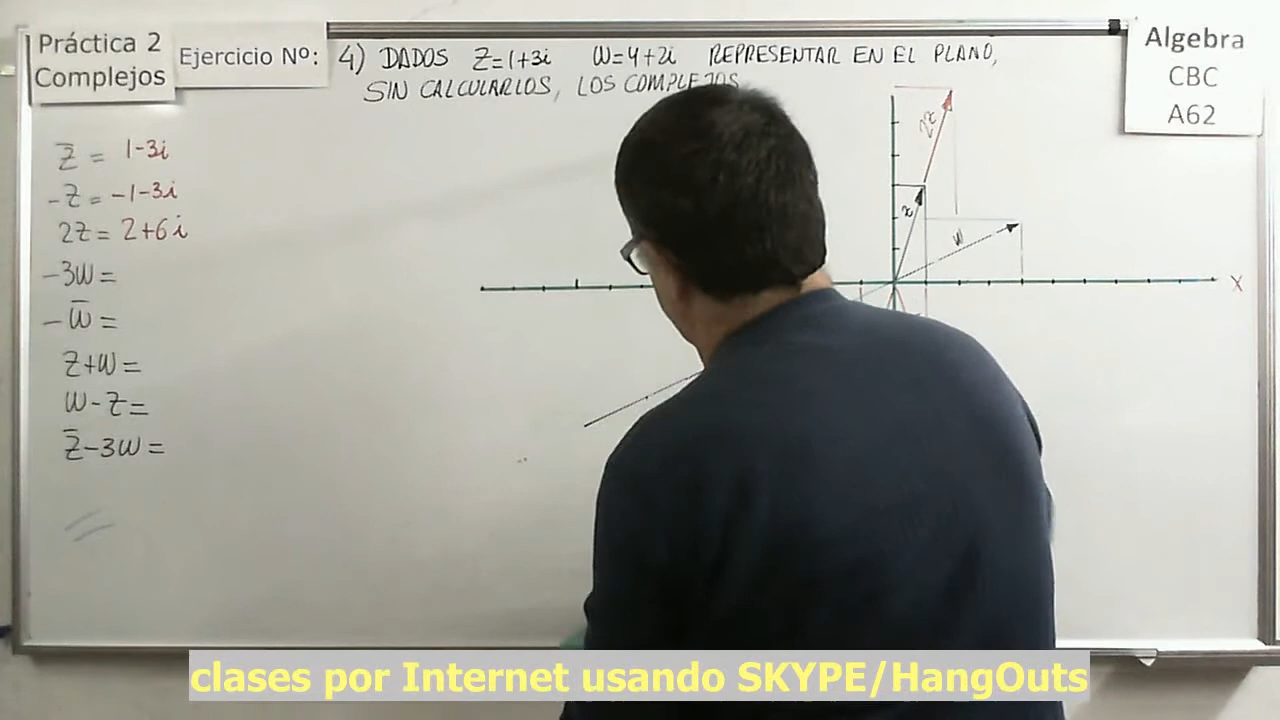 Práctica 2
Complejos
Ejercicio Nº:
4) DADOS Z=1+3i W=4+2i REPRESENTAR EN EL PLANO,
SIN CALCULARLOS, LOS COMPLEJOS
Algebra
CBC
A62
z̅ = 1-3i
-z = -1-3i
2z = 2+6i
-3w =
-w̅ =
z+w =
w-z =
z̅-3w =
2z
z
w
X
clases por Internet usando SKYPE/HangOuts